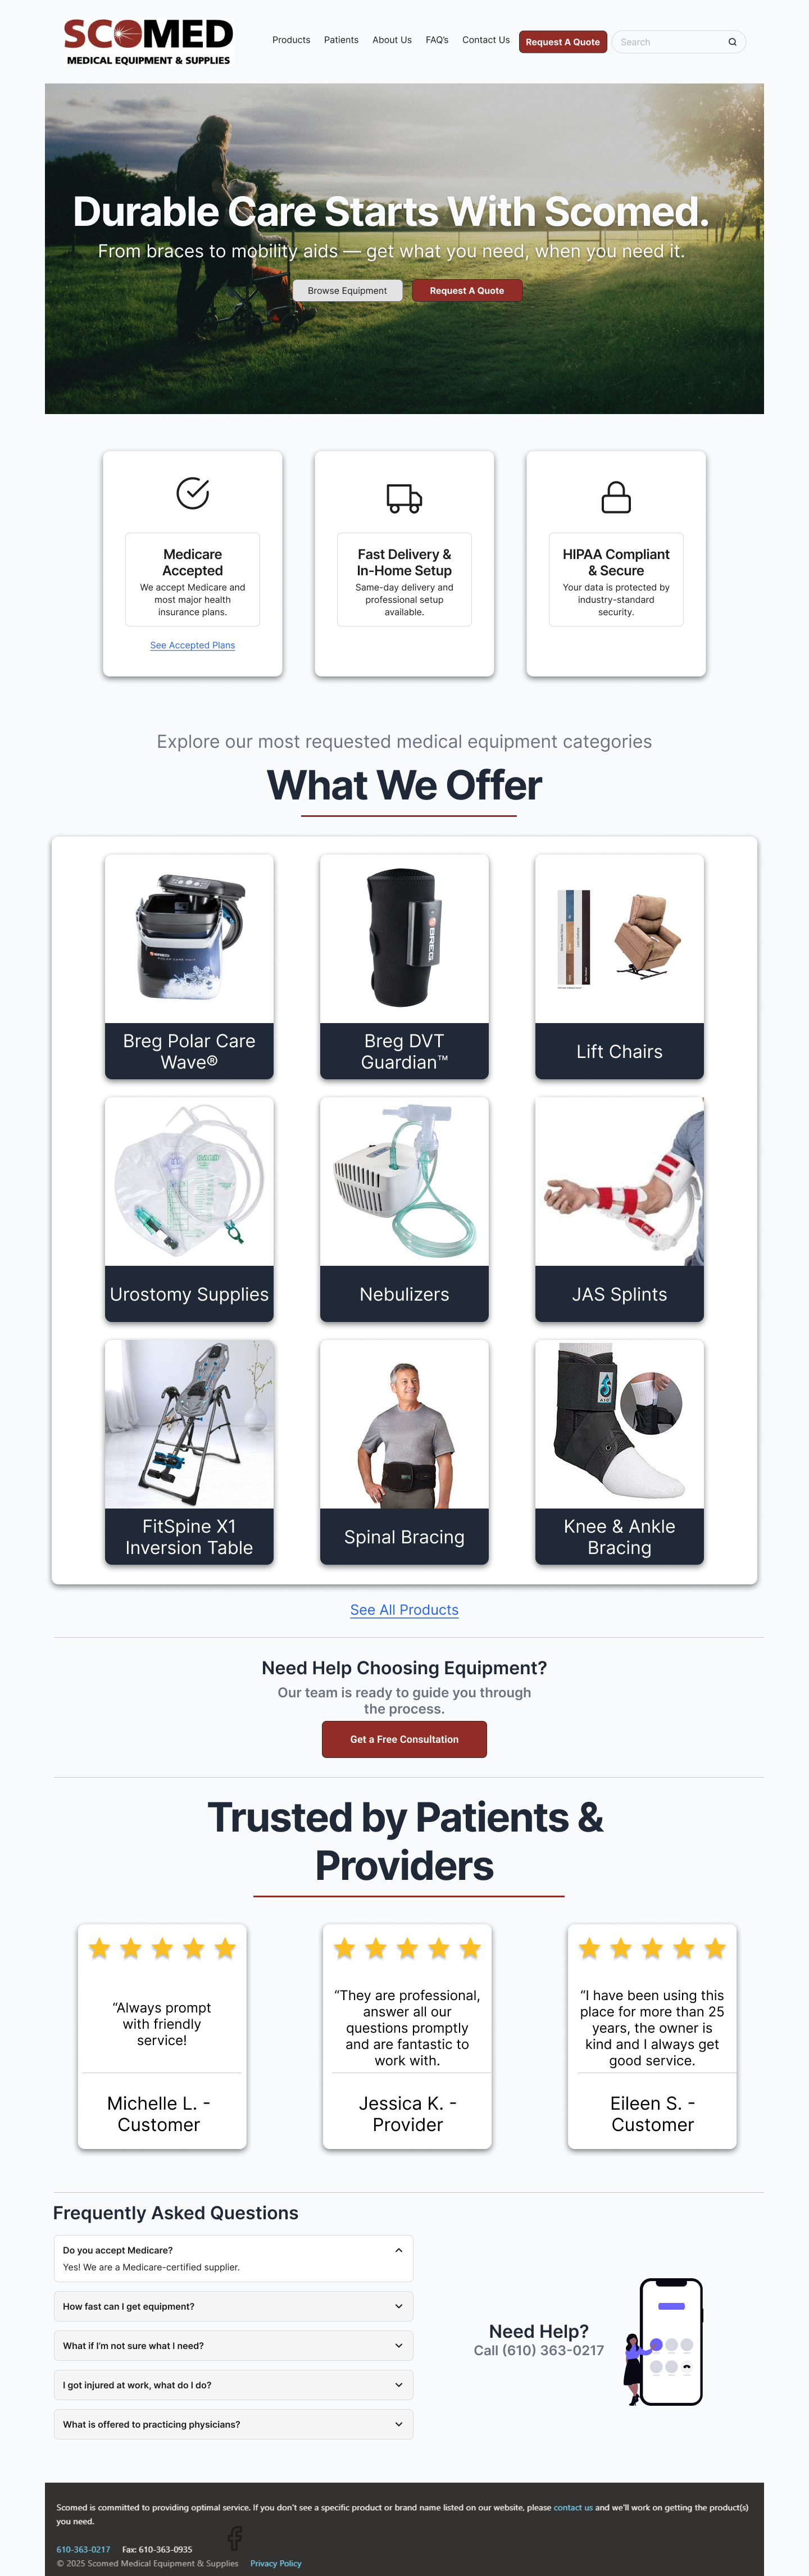 SCOMED
MEDICAL EQUIPMENT & SUPPLIES
Products
Patients
About Us
FAQ's
Contact Us
Request A Quote
Search
Durable Care Starts With Scomed.
From braces to mobility aids — get what you need, when you need it.
Browse Equipment
Request A Quote
Medicare
Accepted
We accept Medicare and
most major health
insurance plans.
See Accepted Plans
Fast Delivery &
In-Home Setup
Same-day delivery and
professional setup
available.
HIPAA Compliant
& Secure
Your data is protected by
industry-standard
security.
Explore our most requested medical equipment categories
What We Offer
BREG
POLAR CARE WAVE
Breg Polar Care
Wave®
BREG
Breg DVT
Guardian™
Lift Chairs
Urostomy Supplies
Nebulizers
JAS Splints
FitSpine X1
Inversion Table
Spinal Bracing
Knee & Ankle
Bracing
See All Products
Need Help Choosing Equipment?
Our team is ready to guide you through
the process.
Get a Free Consultation
Trusted by Patients &
Providers
“Always prompt
with friendly
service!
Michelle L. -
Customer
“They are professional,
answer all our
questions promptly
and are fantastic to
work with.
Jessica K. -
Provider
“I have been using this
place for more than 25
years, the owner is
kind and I always get
good service.
Eileen S. -
Customer
Frequently Asked Questions
Do you accept Medicare?
Yes! We are a Medicare-certified supplier.
How fast can I get equipment?
What if I'm not sure what I need?
I got injured at work, what do I do?
What is offered to practicing physicians?
Need Help?
Call (610) 363-0217
Scomed is committed to providing optimal service. If you don't see a specific product or brand name listed on our website, please contact us and we'll work on getting the product(s)
you need.
610-363-0217 Fax: 610-363-0935
© 2025 Scomed Medical Equipment & Supplies Privacy Policy